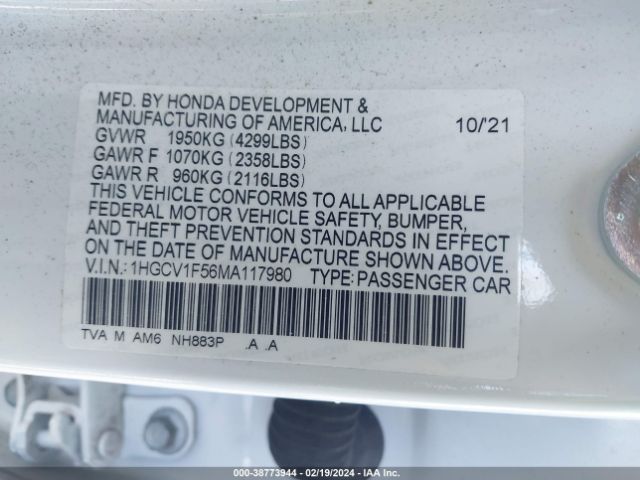 MFD. BY HONDA DEVELOPMENT &
MANUFACTURING OF AMERICA, LLC 10/'21
GVWR 1950KG (4299LBS)
GAWR F 1070KG (2358LBS)
GAWR R 960KG (2116LBS)
THIS VEHICLE CONFORMS TO ALL APPLICABLE
FEDERAL MOTOR VEHICLE SAFETY, BUMPER,
AND THEFT PREVENTION STANDARDS IN EFFECT
ON THE DATE OF MANUFACTURE SHOWN ABOVE.
V.I.N.: 1HGCV1F56MA117980 TYPE: PASSENGER CAR
TVA M AM6 NH883P .A .A
000-38773944 - 02/19/2024 - IAA Inc.